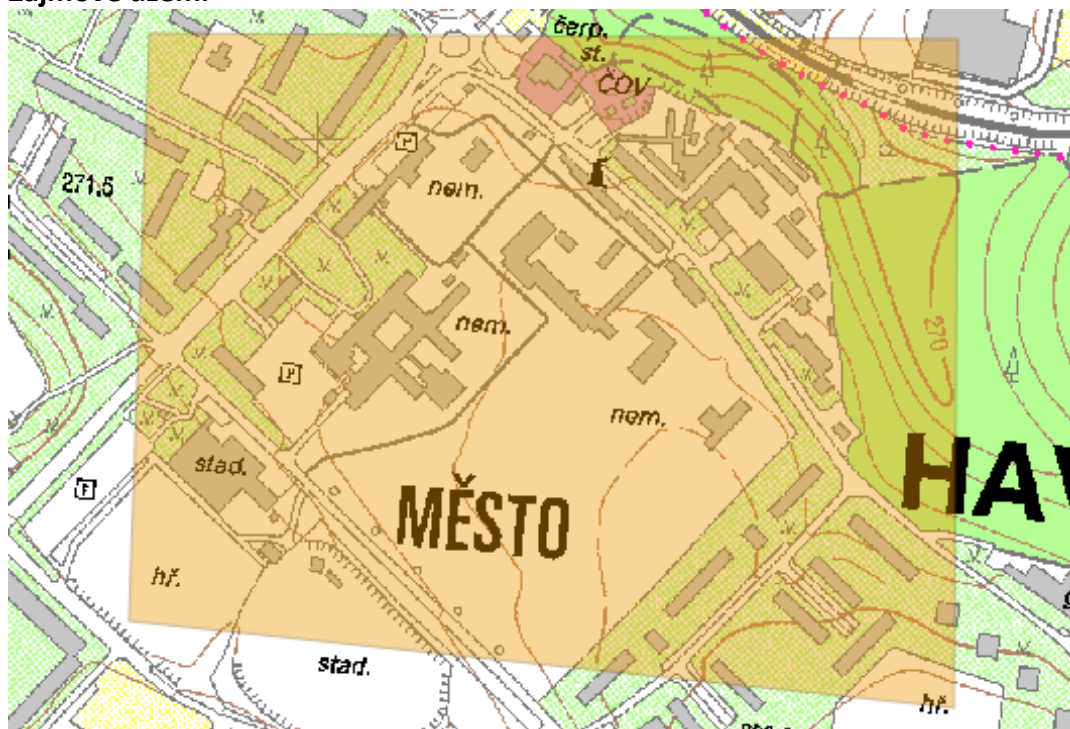 Zájmové území
čerp.
st.
ČOV
P
271.5
nem.
nem.
270
P
nem.
HAV
stad.
P
MĚSTO
hř.
stad.
hř.